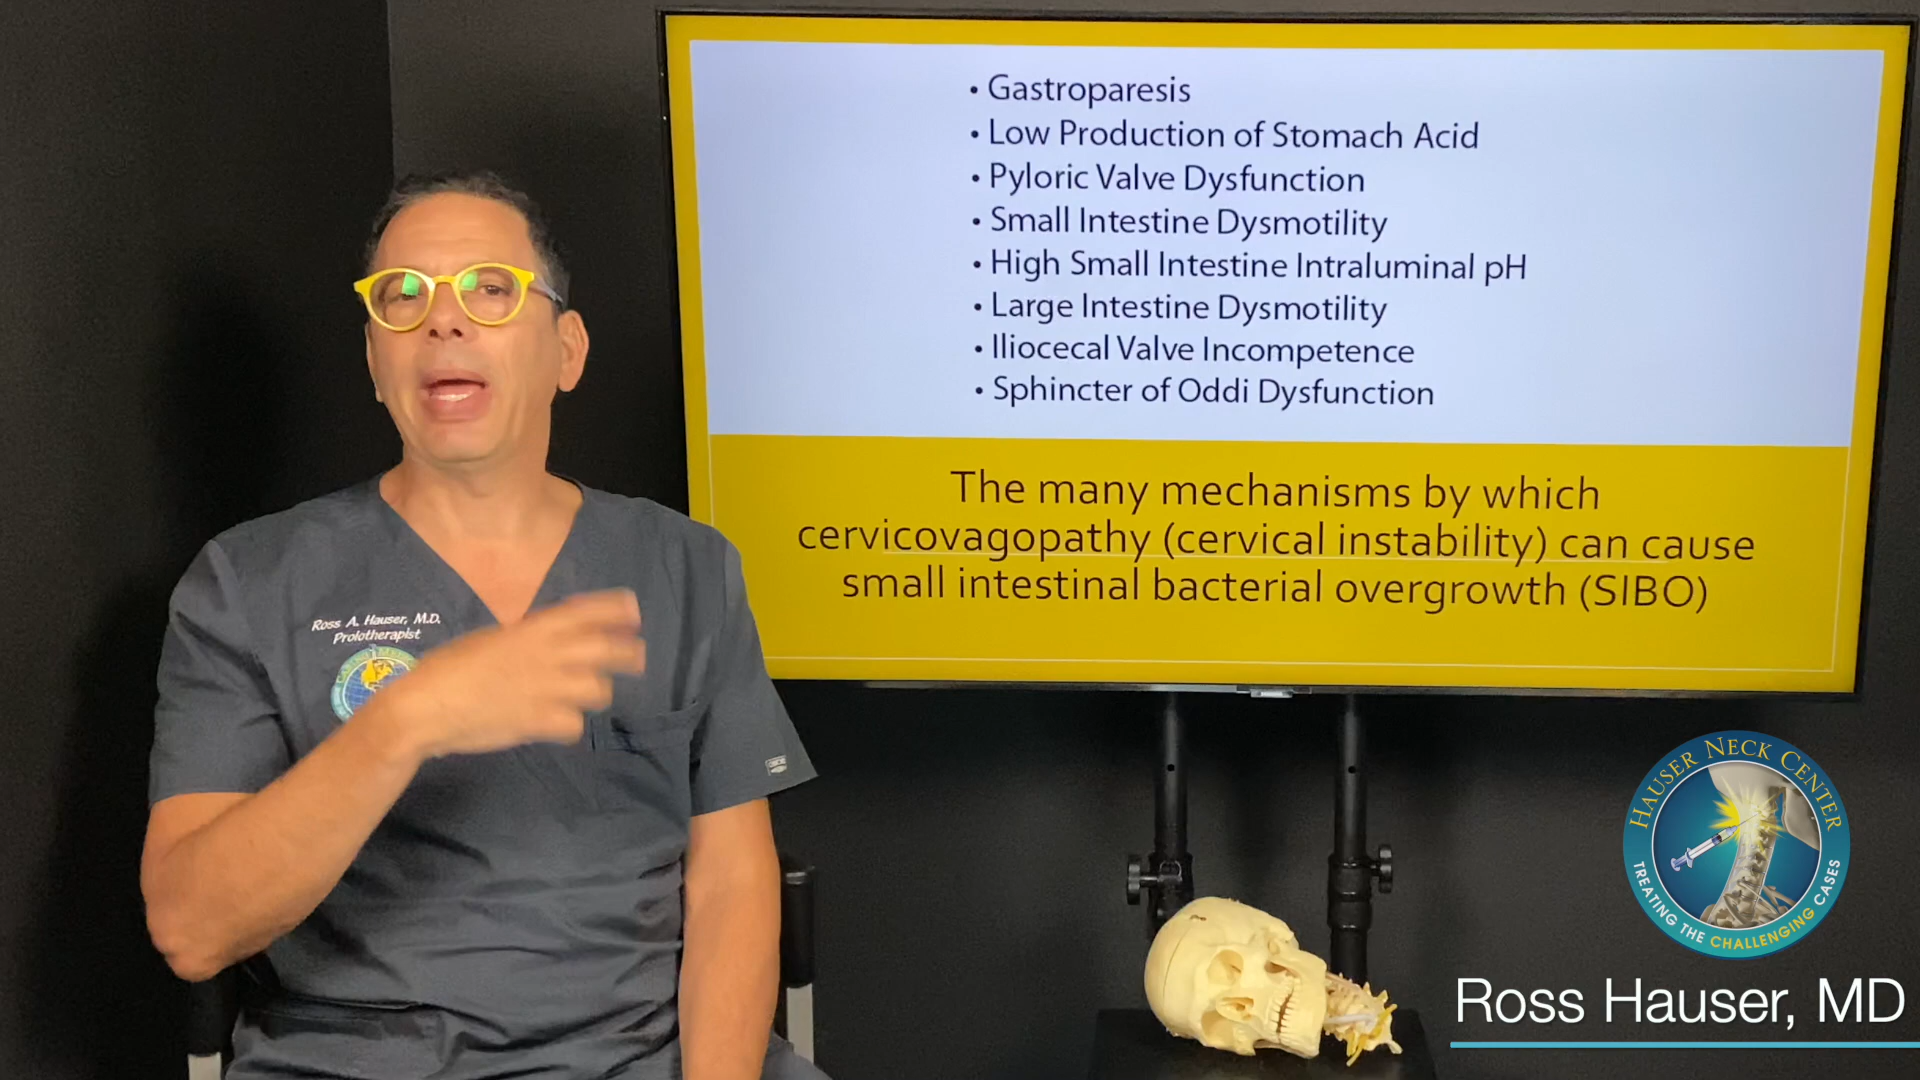 • Gastroparesis
• Low Production of Stomach Acid
• Pyloric Valve Dysfunction
• Small Intestine Dysmotility
• High Small Intestine Intraluminal pH
• Large Intestine Dysmotility
• Iliocecal Valve Incompetence
• Sphincter of Oddi Dysfunction
The many mechanisms by which
cervicovagopathy (cervical instability) can cause
small intestinal bacterial overgrowth (SIBO)
Ross A. Hauser, M.D.
Prolotherapist
HAUSER NECK CENTER
TREATING THE CHALLENGING CASES
Ross Hauser, MD